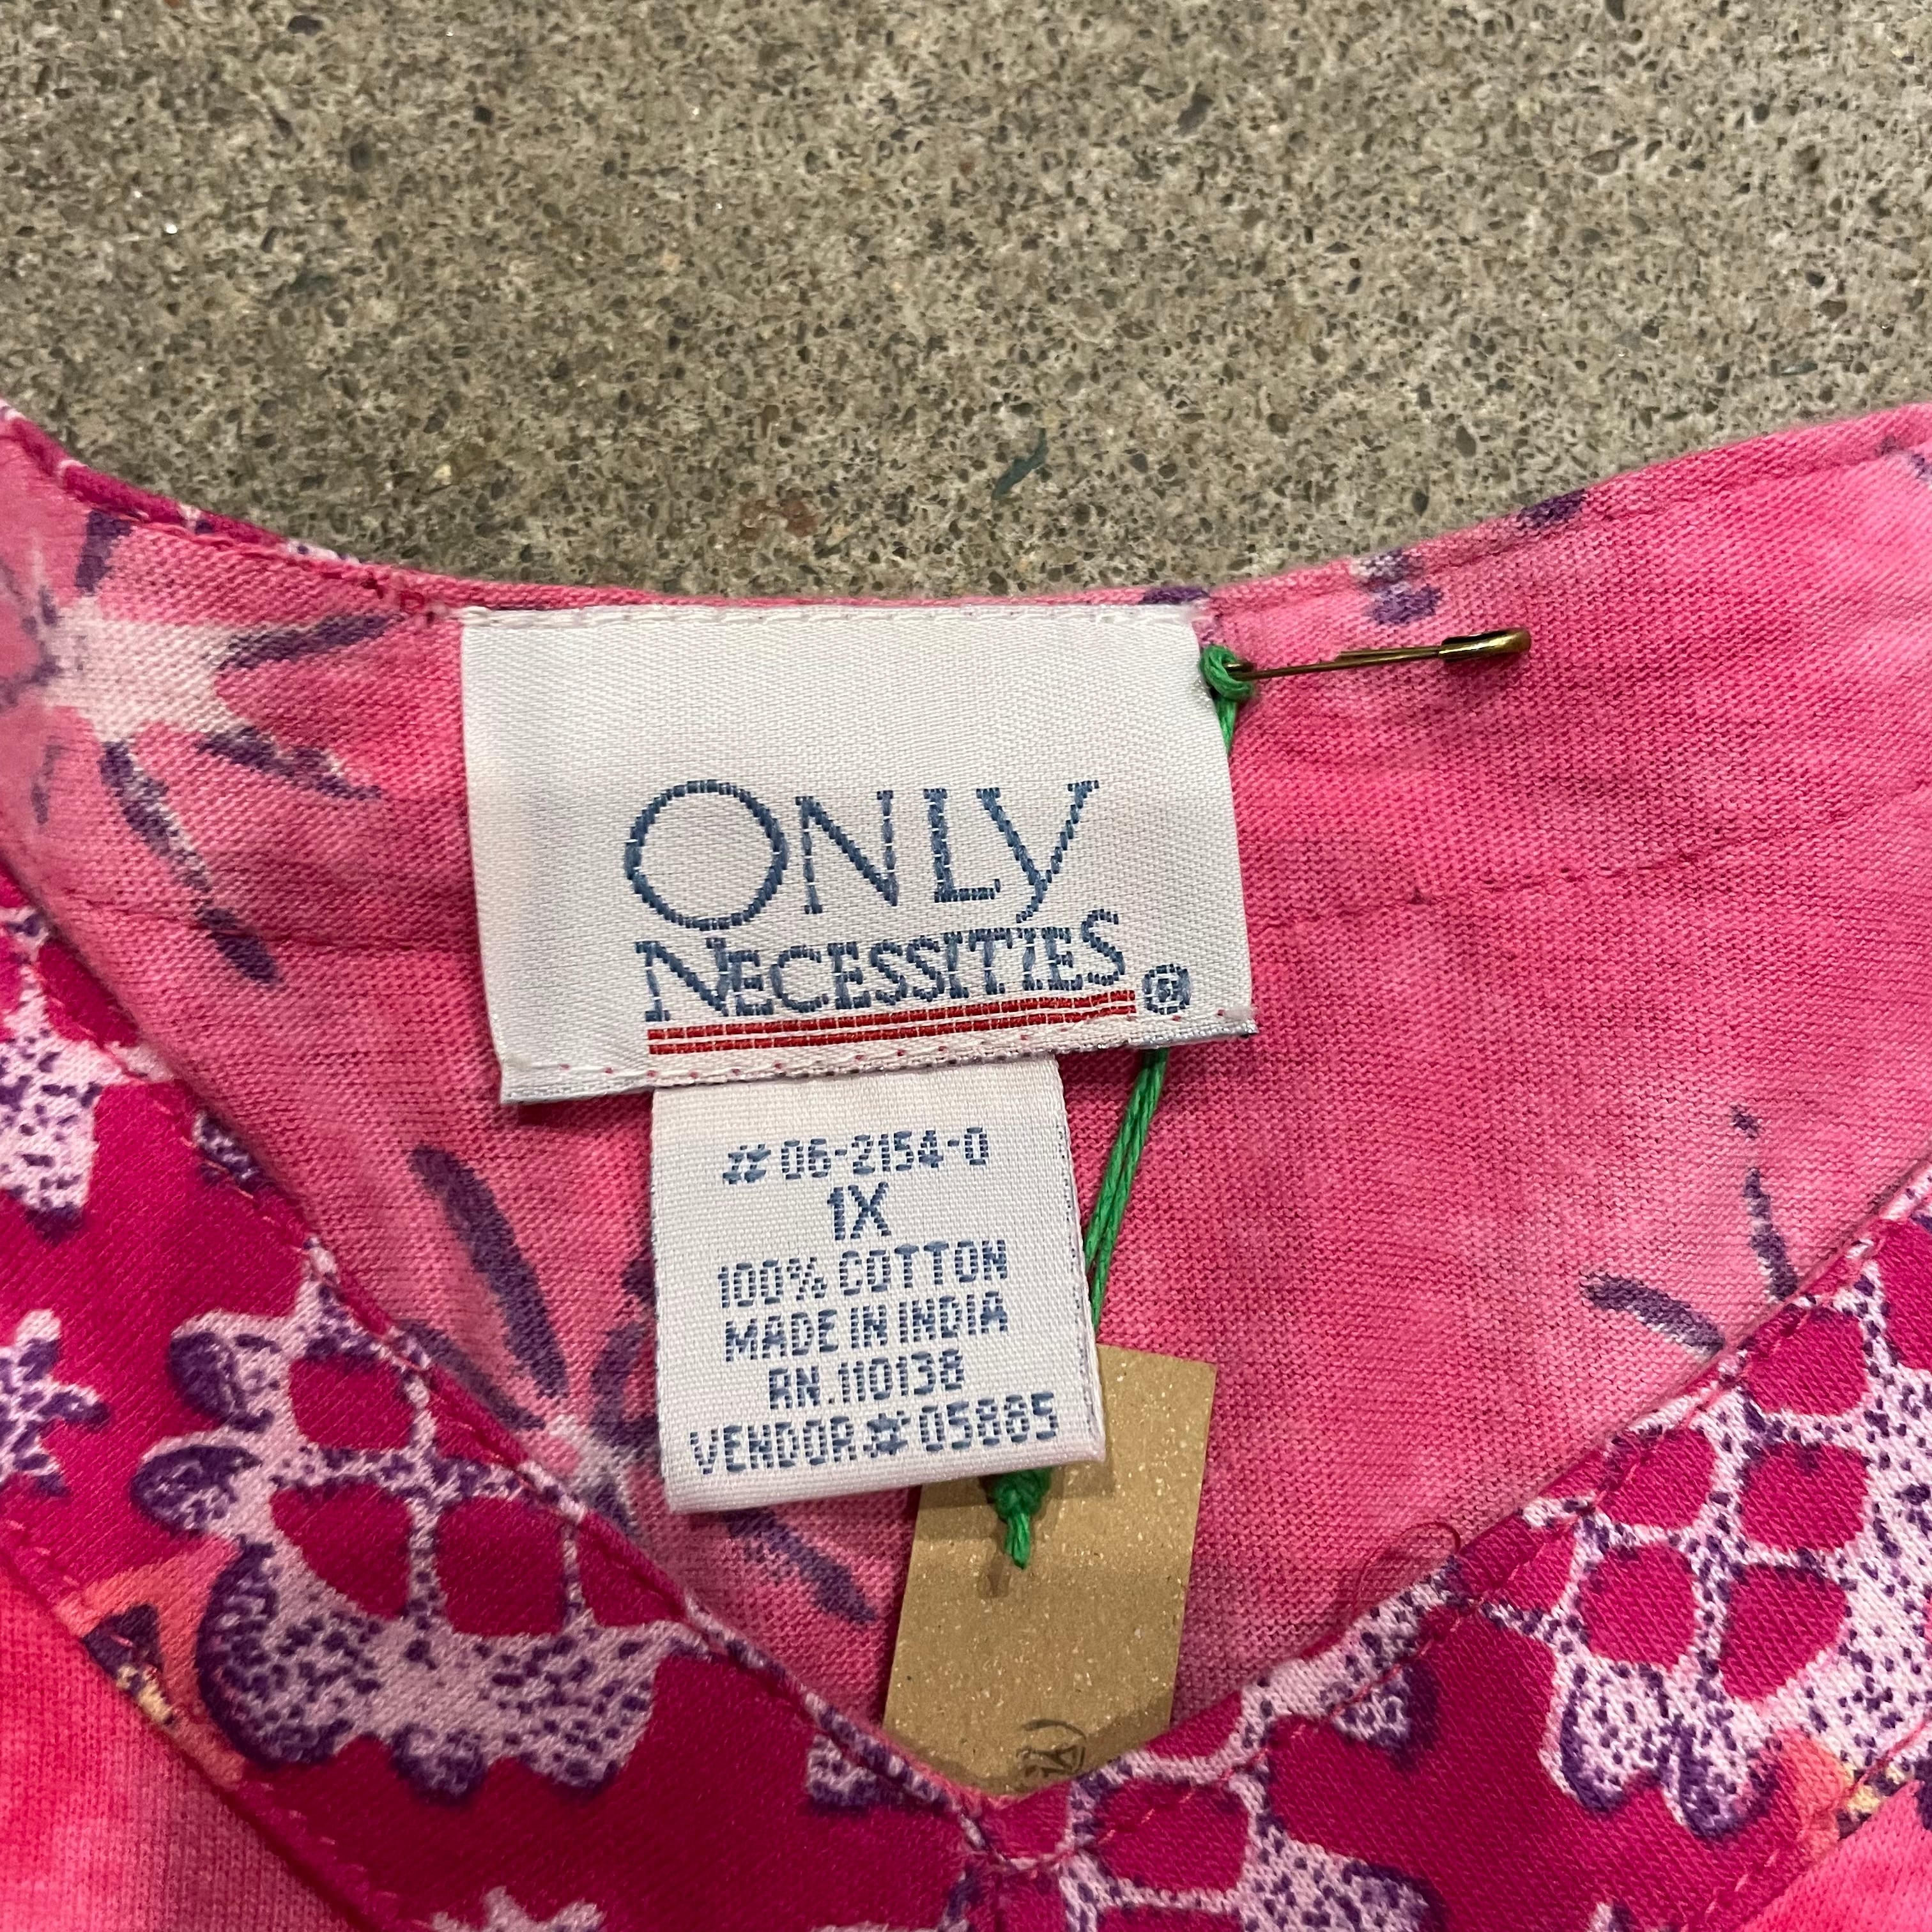 ONLY
NECESSITIES ®
# 06-2154-0
1X
100% COTTON
MADE IN INDIA
RN.110138
VENDOR.# 05885